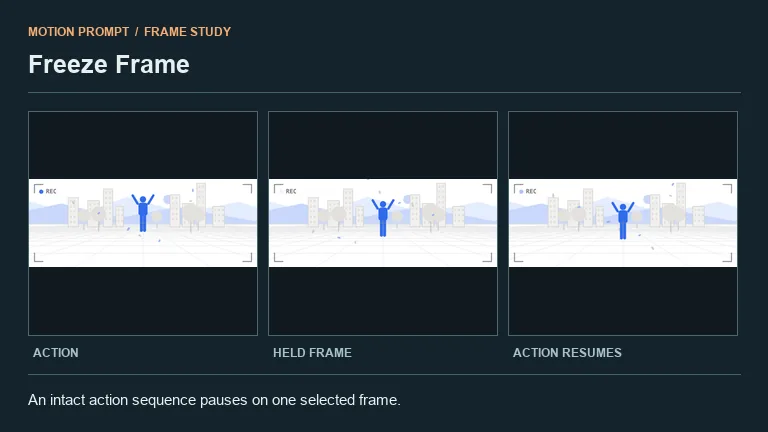 MOTION PROMPT / FRAME STUDY
Freeze Frame
REC
REC
REC
ACTION
HELD FRAME
ACTION RESUMES
An intact action sequence pauses on one selected frame.